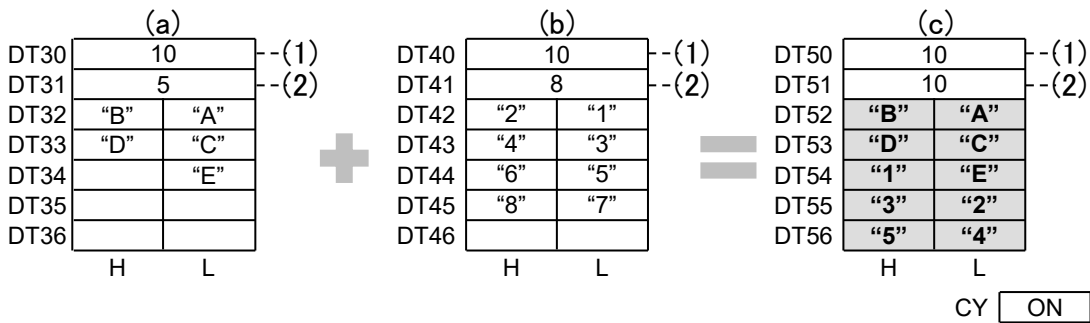 (a) (b) (c)
DT30 10 --(1) DT40 10 --(1) DT50 10 --(1)
DT31 5 --(2) DT41 8 --(2) DT51 10 --(2)
DT32 “B” “A” DT42 “2” “1” DT52 “B” “A”
DT33 “D” “C” DT43 “4” “3” DT53 “D” “C”
DT34 “E” DT44 “6” “5” DT54 “1” “E”
DT35 DT45 “8” “7” DT55 “3” “2”
DT36 DT46 DT56 “5” “4”
H L H L H L
CY ON